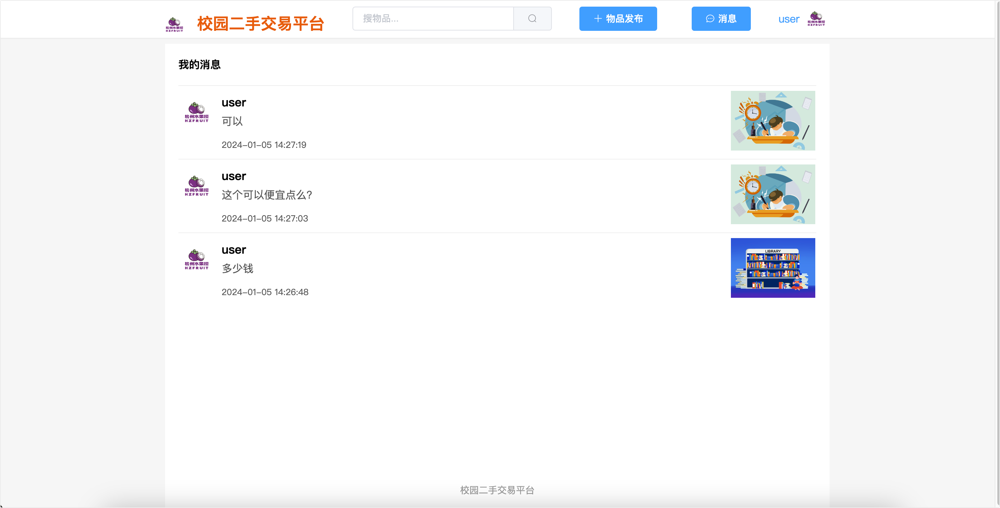 杭州水果捞
HZFRUIT
校园二手交易平台
搜物品...
物品发布
消息
user
杭州水果捞
HZFRUIT
我的消息
杭州水果捞
HZFRUIT
user
可以
2024-01-05 14:27:19
杭州水果捞
HZFRUIT
user
这个可以便宜点么?
2024-01-05 14:27:03
杭州水果捞
HZFRUIT
user
多少钱
2024-01-05 14:26:48
LIBRARY
校园二手交易平台